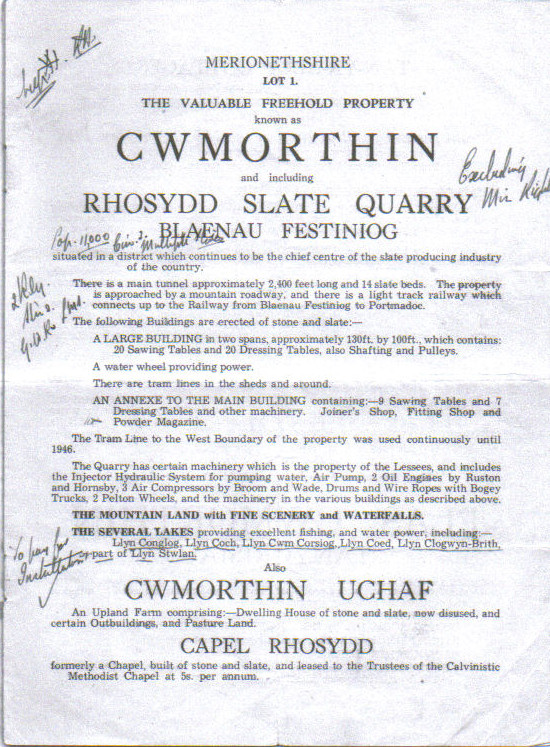 MERIONETHSHIRE
LOT 1.
THE VALUABLE FREEHOLD PROPERTY
known as
CWMORTHIN
and including
Excluding
RHOSYDD SLATE QUARRY
BLAENAU FESTINIOG
Pop. 11,000
situated in a district which continues to be the chief centre of the slate producing industry
of the country.
There is a main tunnel approximately 2,400 feet long and 14 slate beds. The property
is approached by a mountain roadway, and there is a light track railway which
connects up to the Railway from Blaenau Festiniog to Portmadoc.
The following Buildings are erected of stone and slate:—
A LARGE BUILDING in two spans, approximately 130ft. by 100ft., which contains:
20 Sawing Tables and 20 Dressing Tables, also Shafting and Pulleys.
A water wheel providing power.
There are tram lines in the sheds and around.
AN ANNEXE TO THE MAIN BUILDING containing:—9 Sawing Tables and 7
Dressing Tables and other machinery. Joiner's Shop, Fitting Shop and
Powder Magazine.
The Tram Line to the West Boundary of the property was used continuously until
1946.
The Quarry has certain machinery which is the property of the Lessees, and includes
the Injector Hydraulic System for pumping water, Air Pump, 2 Oil Engines by Ruston
and Hornsby, 3 Air Compressors by Broom and Wade, Drums and Wire Ropes with Bogey
Trucks, 2 Pelton Wheels, and the machinery in the various buildings as described above.
THE MOUNTAIN LAND with FINE SCENERY and WATERFALLS.
THE SEVERAL LAKES providing excellent fishing, and water power, including:—
Llyn Conglog, Llyn Coch, Llyn Cwm Corsiog, Llyn Coed, Llyn Clogwyn-Brith,
part of Llyn Stwlan.
Also
CWMORTHIN UCHAF
An Upland Farm comprising:—Dwelling House of stone and slate, now disused, and
certain Outbuildings, and Pasture Land.
CAPEL RHOSYDD
formerly a Chapel, built of stone and slate, and leased to the Trustees of the Calvinistic
Methodist Chapel at 5s. per annum.